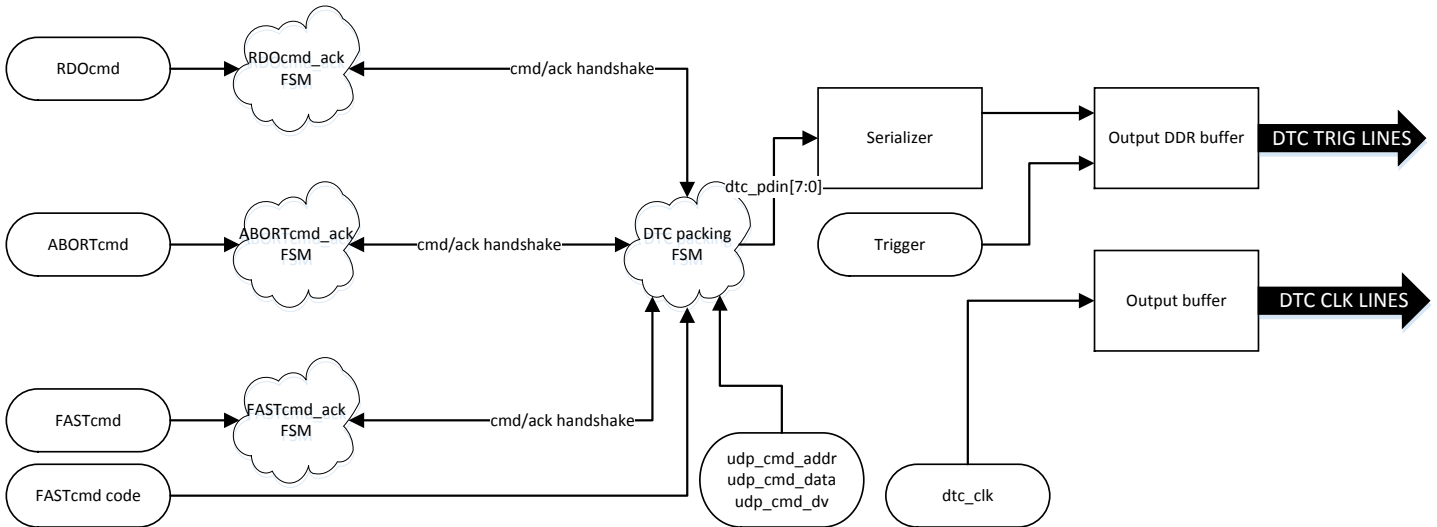 RDOcmd
RDOcmd_ack
FSM
cmd/ack handshake
Serializer
Output DDR buffer
DTC TRIG LINES
dtc_pdin[7:0]
ABORTcmd
ABORTcmd_ack
FSM
cmd/ack handshake
DTC packing
FSM
Trigger
Output buffer
DTC CLK LINES
FASTcmd
FASTcmd_ack
FSM
cmd/ack handshake
FASTcmd code
udp_cmd_addr
udp_cmd_data
udp_cmd_dv
dtc_clk